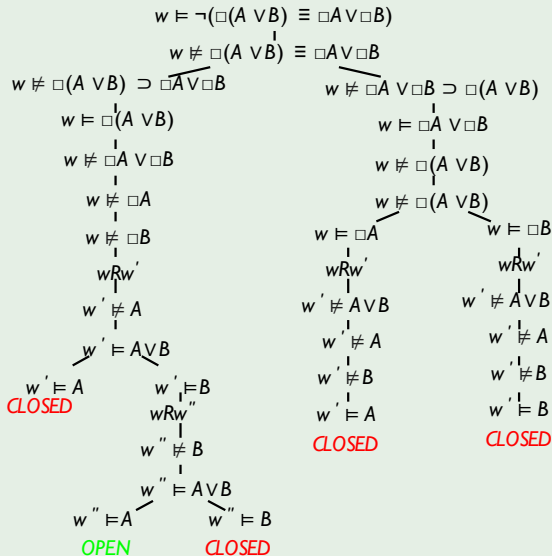 w ⊨ ¬(□(A ∨B) ≡ □A∨□B)
w ⊭ □(A ∨B) ≡ □A∨□B
w ⊭ □(A ∨B) ⊃ □A∨□B
w ⊨ □(A ∨B)
w ⊭ □A ∨□B
w ⊭ □A
w ⊭ □B
wRw'
w' ⊭ A
w' ⊨ A∨B
w' ⊨ A
CLOSED
w' ⊨B
wRw"
w" ⊭ B
w" ⊨ A∨B
w" ⊨A
OPEN
w" ⊨ B
CLOSED
w ⊭ □A ∨□B ⊃ □(A ∨B)
w ⊨ □A ∨□B
w ⊭ □(A ∨B)
w ⊭ □(A ∨B)
w ⊨ □A
wRw'
w' ⊭ A∨B
w' ⊭ A
w' ⊭ B
w' ⊨ A
CLOSED
w ⊨ □B
wRw'
w' ⊭ A∨B
w' ⊭ A
w' ⊭ B
w' ⊨ B
CLOSED